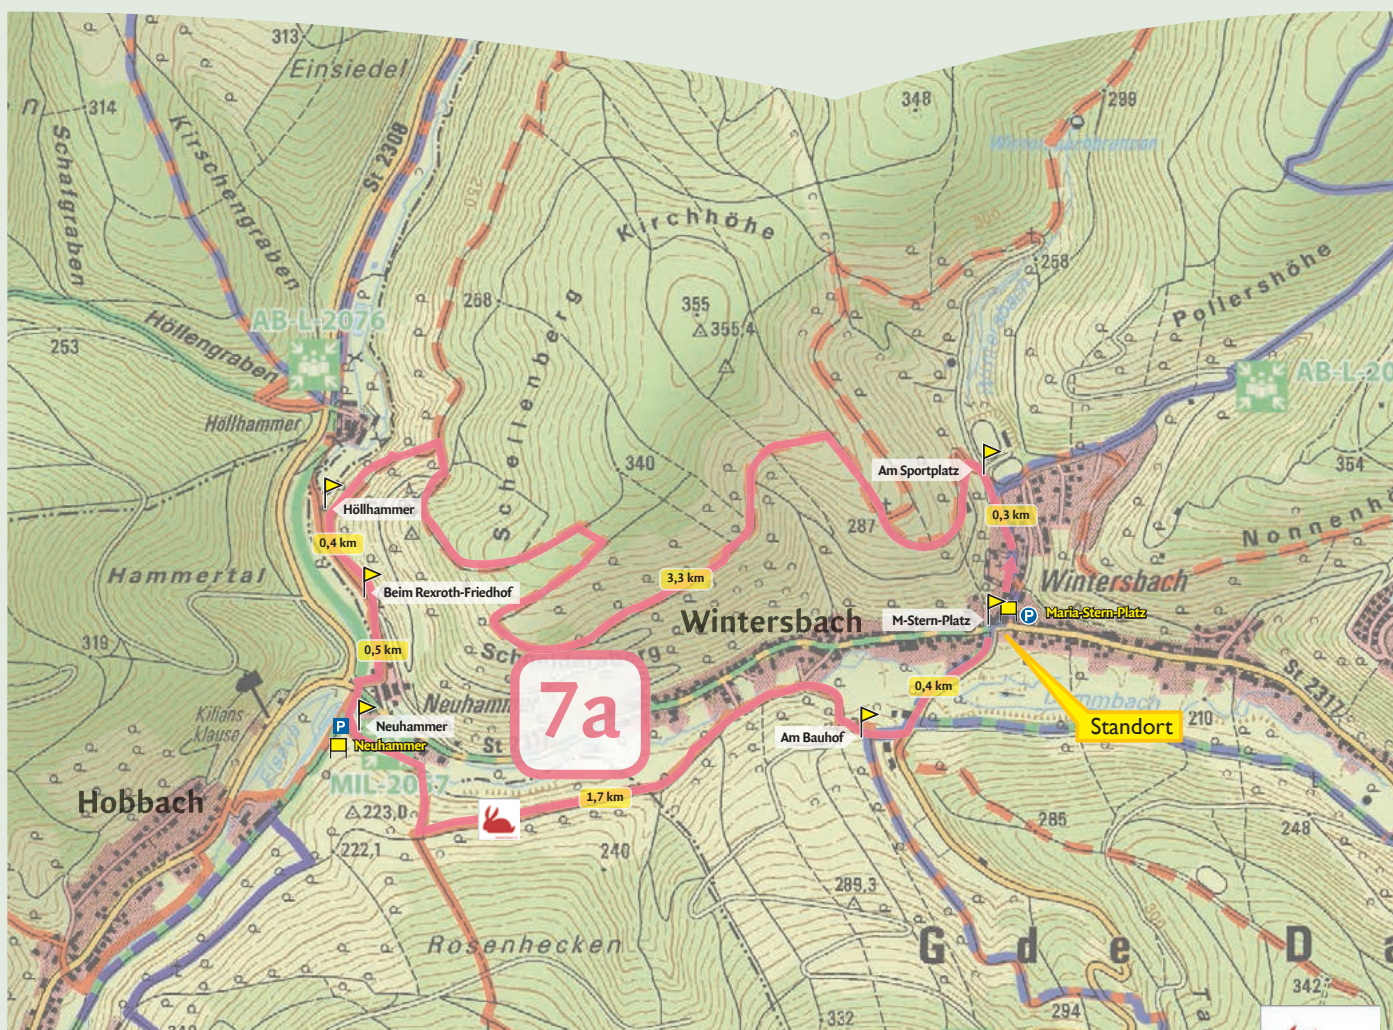 313
Einsiedel
n
314
Schafgraben
Kirschengraben
St 2308
348
299
Kirchhöhe
258
Pollershöhe
268
355
355,4
AB-L-2076
253
Höllengraben
Schellenberg
AB-L-20
Höllhammer
340
354
Am Sportplatz
287
0,3 km
Höllhammer
0,4 km
Nonnenh
Hammertal
3,3 km
Beim Rexroth-Friedhof
Wintersbach
Wintersbach
M-Stern-Platz
P
Maria-Stern-Platz
319
0,5 km
7a
0,4 km
St 2317
Kilians
klause
P
Neuhammer
Neuhammer
Am Bauhof
Standort
210
Elsava
St
Hobbach
223,0
1,7 km
222,1
240
285
248
289,3
Rosenhecken
G d e
D a
342
332
294
Ta